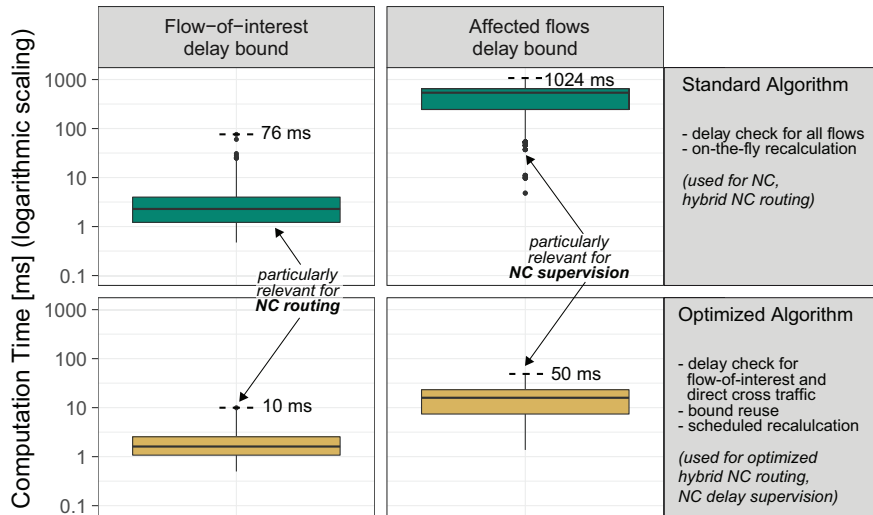 Flow-of-interest
delay bound
Affected flows
delay bound
Computation Time [ms] (logarithmic scaling)
1000
100
10
1
0.1
76 ms
1024 ms
Standard Algorithm
- delay check for all flows
- on-the-fly recalculation
(used for NC,
hybrid NC routing)
particularly
relevant for
NC routing
particularly
relevant for
NC supervision
1000
100
10
1
0.1
10 ms
50 ms
Optimized Algorithm
- delay check for
flow-of-interest and
direct cross traffic
- bound reuse
- scheduled recalulcation
(used for optimized
hybrid NC routing,
NC delay supervision)